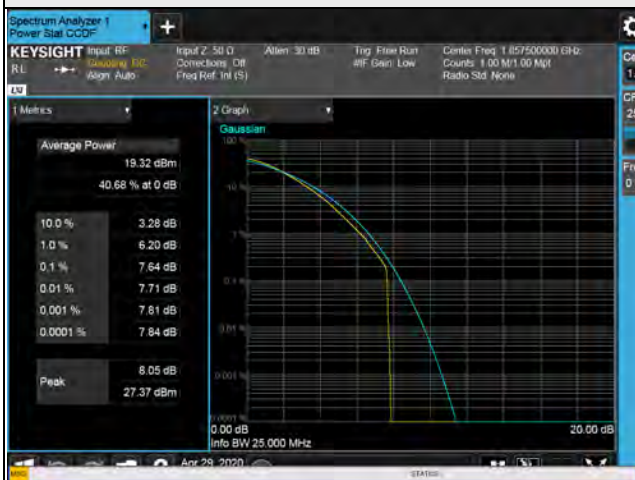 Spectrum Analyzer 1
Power Stat CCDF
+
KEYSIGHT
RL
Input: RF
Coupling: DC
Align: Auto
Input Z: 50 Ω
Corrections: Off
Freq Ref: Int (S)
Atten: 30 dB
Trig: Free Run
#IF Gain: Low
Center Freq: 1.857500000 GHz
Counts: 1.00 M/1.00 Mpt
Radio Std: None
LXI
1 Metrics
Average Power
19.32 dBm
40.68 % at 0 dB
10.0 % 3.28 dB
1.0 % 6.20 dB
0.1 % 7.64 dB
0.01 % 7.71 dB
0.001 % 7.81 dB
0.0001 % 7.84 dB
Peak
8.05 dB
27.37 dBm
2 Graph
Gaussian
100 %
10 %
1 %
0.1 %
0.01 %
0.001 %
0.0001 %
0.00 dB
20.00 dB
Info BW 25.000 MHz
Apr 29, 2020
MSG
STATUS